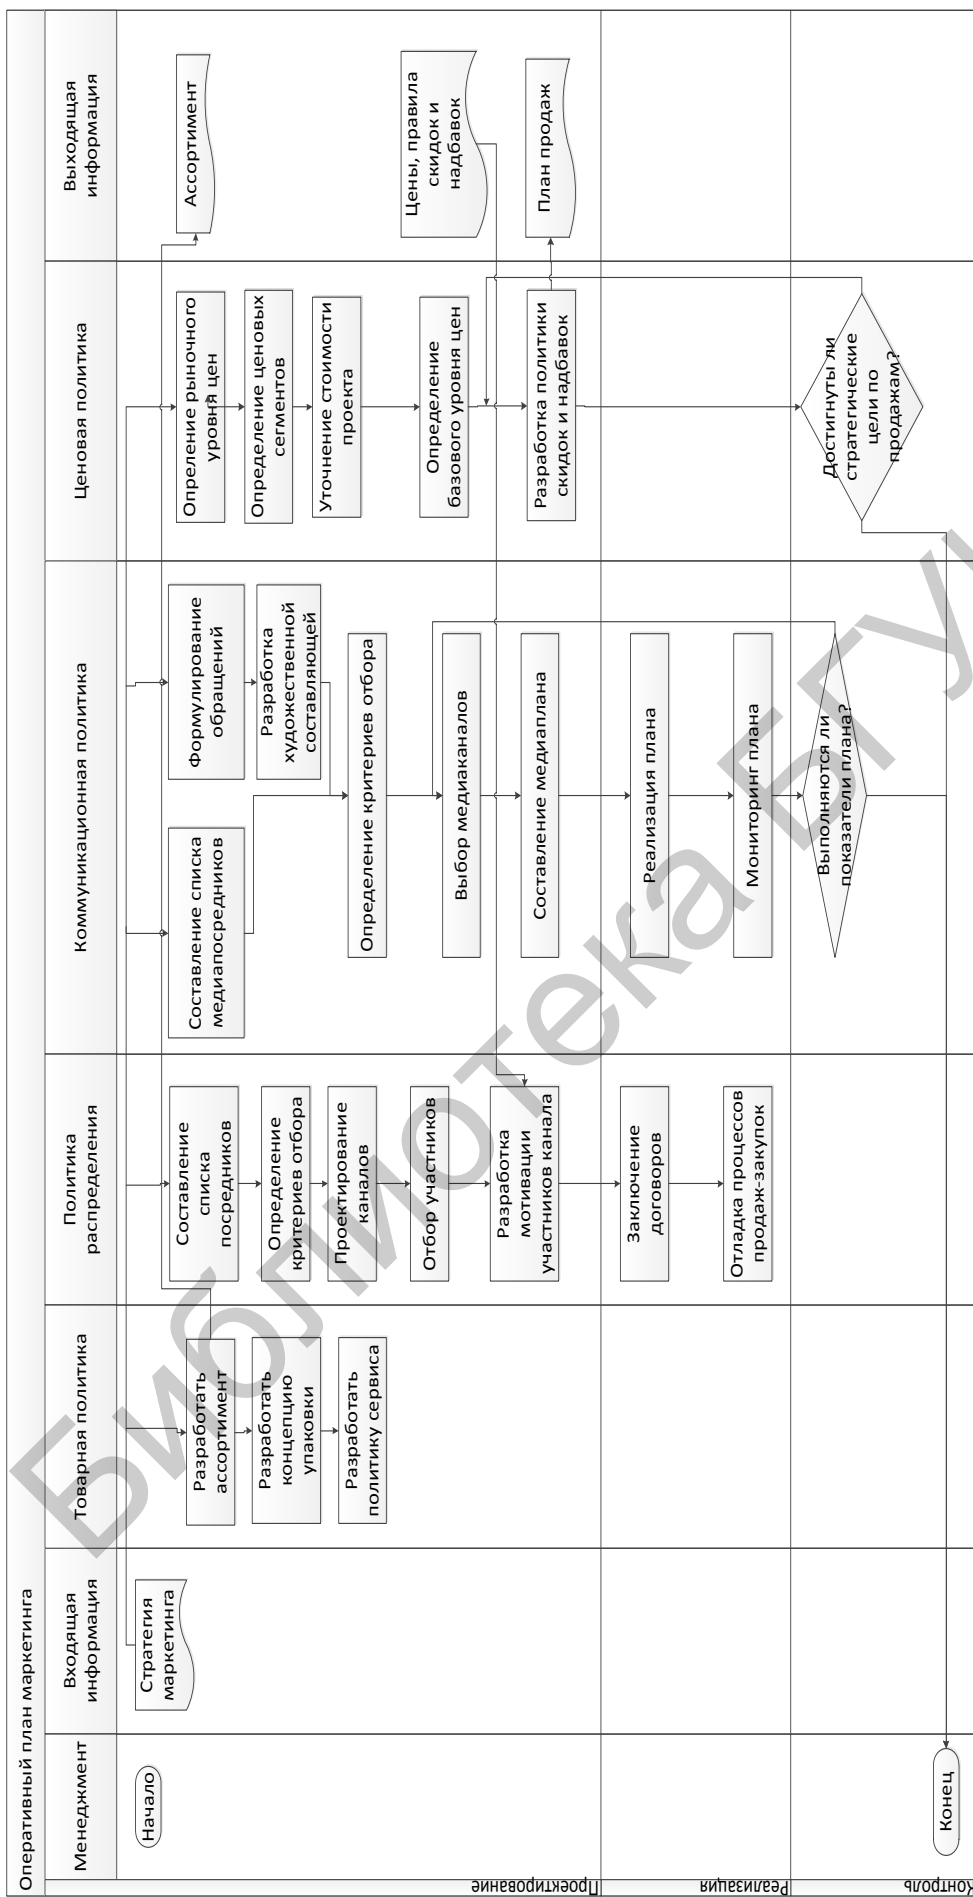 Оперативный план маркетинга
Менеджмент
Входящая
информация
Товарная политика
Политика
распределения
Коммуникационная политика
Ценовая политика
Выходящая
информация
Проектирование
Реализация
Контроль
Начало
Стратегия
маркетинга
Разработать
ассортимент
Разработать
концепцию
упаковки
Разработать
политику сервиса
Составление
списка
посредников
Определение
критериев отбора
Проектирование
каналов
Отбор участников
Разработка
мотивации
участников канала
Заключение
договоров
Отладка процессов
продаж-закупок
Составление списка
медиапосредников
Формулирование
обращений
Разработка
художественной
составляющей
Определение критериев отбора
Выбор медиаканалов
Составление медиаплана
Реализация плана
Мониторинг плана
Выполняются ли
показатели плана?
Опреление рыночного
уровня цен
Определение ценовых
сегментов
Уточнение стоимости
проекта
Определение
базового уровня цен
Разработка политики
скидок и надбавок
Достигнуты ли
стратегические
цели по
продажам?
Ассортимент
Цены, правила
скидок и
надбавок
План продаж
Конец
Библиотека БГУ